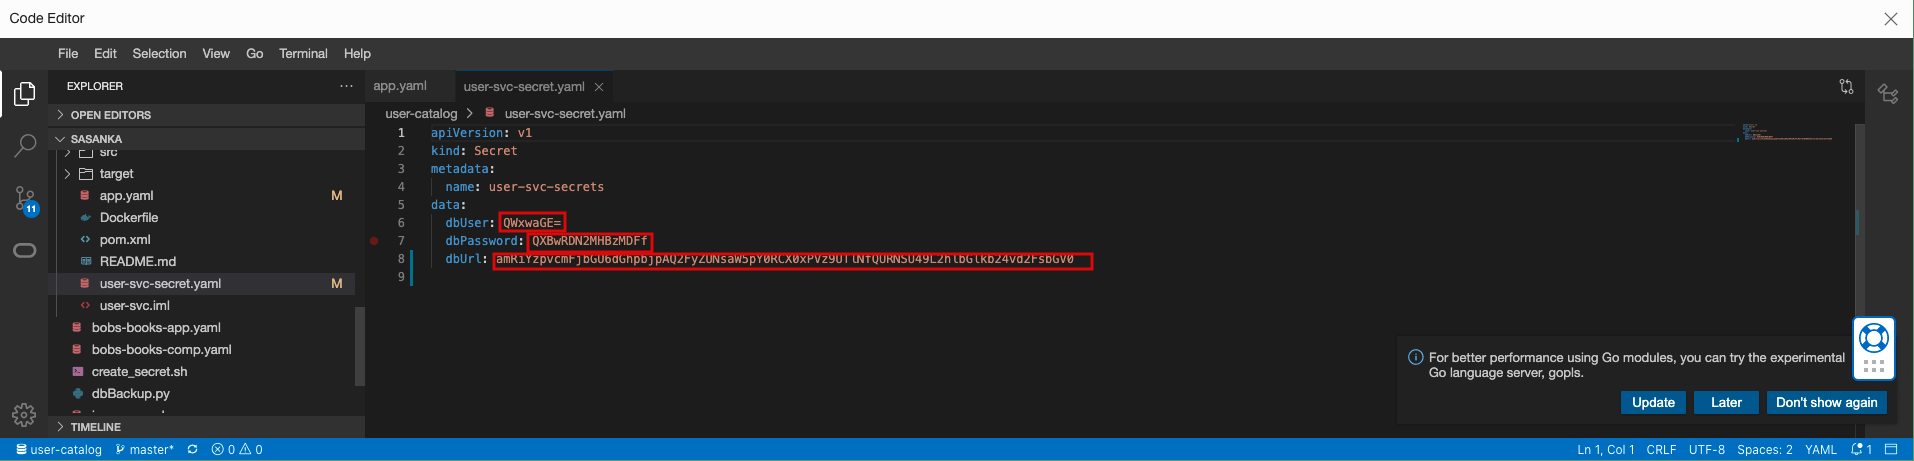 Code Editor
File Edit Selection View Go Terminal Help
EXPLORER
OPEN EDITORS
SASANKA
src
target
app.yaml M
Dockerfile
pom.xml
README.md
user-svc-secret.yaml M
user-svc.iml
bobs-books-app.yaml
bobs-books-comp.yaml
create_secret.sh
dbBackup.py
TIMELINE
11
app.yaml user-svc-secret.yaml
user-catalog > user-svc-secret.yaml
1 apiVersion: v1
2 kind: Secret
3 metadata:
4 name: user-svc-secrets
5 data:
6 dbUser: QWxwaGE=
7 dbPassword: QXBwRDN2MHBzMDFf
8 dbUrl:
9
For better performance using Go modules, you can try the experimental
Go language server, gopls.
Update Later Don't show again
user-catalog master* 0 0 Ln 1, Col 1 CRLF UTF-8 Spaces: 2 YAML 1